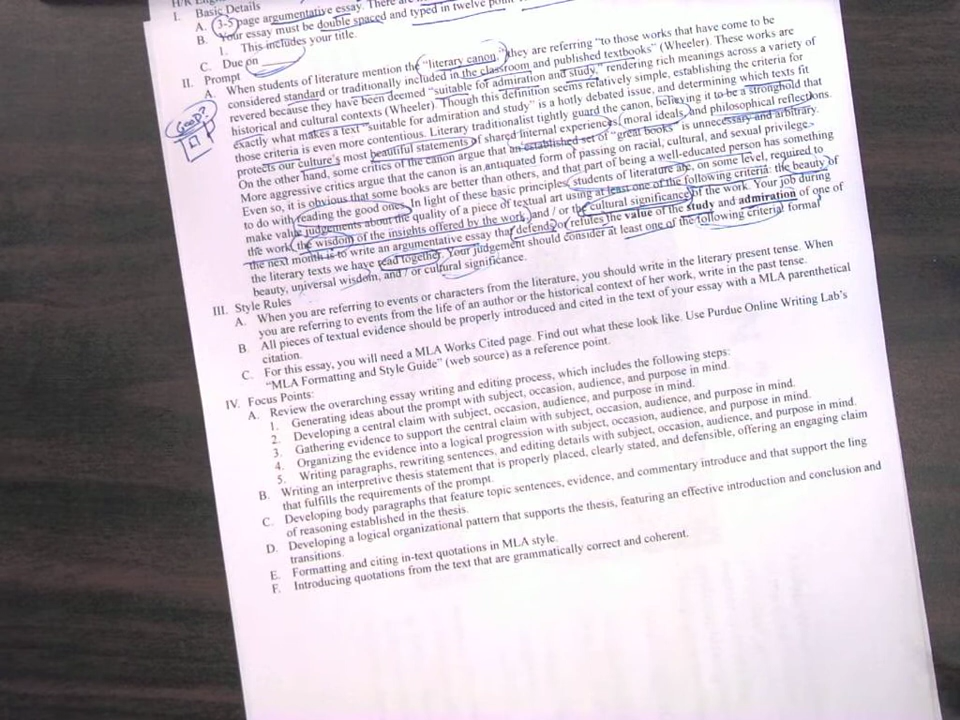 I. Basic Details
A. 3-5 page argumentative essay. There are
B. Your essay must be double spaced and typed in twelve point
1. This includes your title.
C. Due on
II. Prompt
A. When students of literature mention the "literary canon," they are referring "to those works that have come to be
considered standard or traditionally included in the classroom and published textbooks" (Wheeler). These works are
revered because they have been deemed "suitable for admiration and study," rendering rich meanings across a variety of
historical and cultural contexts (Wheeler). Though this definition seems relatively simple, establishing the criteria for
exactly what makes a text "suitable for admiration and study" is a hotly debated issue, and determining which texts fit
those criteria is even more contentious. Literary traditionalist tightly guard the canon, believing it to be a stronghold that
protects our culture's most beautiful statements of shared internal experiences, moral ideals, and philosophical reflections.
On the other hand, some critics of the canon argue that an established set of "great books" is unnecessary and arbitrary.
More aggressive critics argue that the canon is an antiquated form of passing on racial, cultural, and sexual privilege.
Even so, it is obvious that some books are better than others, and that part of being a well-educated person has something
to do with reading the good ones. In light of these basic principles, students of literature are, on some level, required to
make value judgements about the quality of a piece of textual art using at least one of the following criteria: the beauty of
the work, the wisdom of the insights offered by the work, and / or the cultural significance of the work. Your job during
the next month is to write an argumentative essay that defends or refutes the value of the study and admiration of one of
the literary texts we have read together. Your judgement should consider at least one of the following criteria: formal
beauty, universal wisdom, and / or cultural significance.
GOOD?
III. Style Rules
A. When you are referring to events or characters from the literature, you should write in the literary present tense. When
you are referring to events from the life of an author or the historical context of her work, write in the past tense.
B. All pieces of textual evidence should be properly introduced and cited in the text of your essay with a MLA parenthetical
citation.
C. For this essay, you will need a MLA Works Cited page. Find out what these look like. Use Purdue Online Writing Lab's
"MLA Formatting and Style Guide" (web source) as a reference point.
IV. Focus Points:
A. Review the overarching essay writing and editing process, which includes the following steps:
1. Generating ideas about the prompt with subject, occasion, audience, and purpose in mind.
2. Developing a central claim with subject, occasion, audience, and purpose in mind.
3. Gathering evidence to support the central claim with subject, occasion, audience, and purpose in mind.
4. Organizing the evidence into a logical progression with subject, occasion, audience, and purpose in mind.
5. Writing paragraphs, rewriting sentences, and editing details with subject, occasion, audience, and purpose in mind.
B. Writing an interpretive thesis statement that is properly placed, clearly stated, and defensible, offering an engaging claim
that fulfills the requirements of the prompt.
C. Developing body paragraphs that feature topic sentences, evidence, and commentary introduce and that support the ling
of reasoning established in the thesis.
D. Developing a logical organizational pattern that supports the thesis, featuring an effective introduction and conclusion and
transitions.
E. Formatting and citing in-text quotations in MLA style.
F. Introducing quotations from the text that are grammatically correct and coherent.